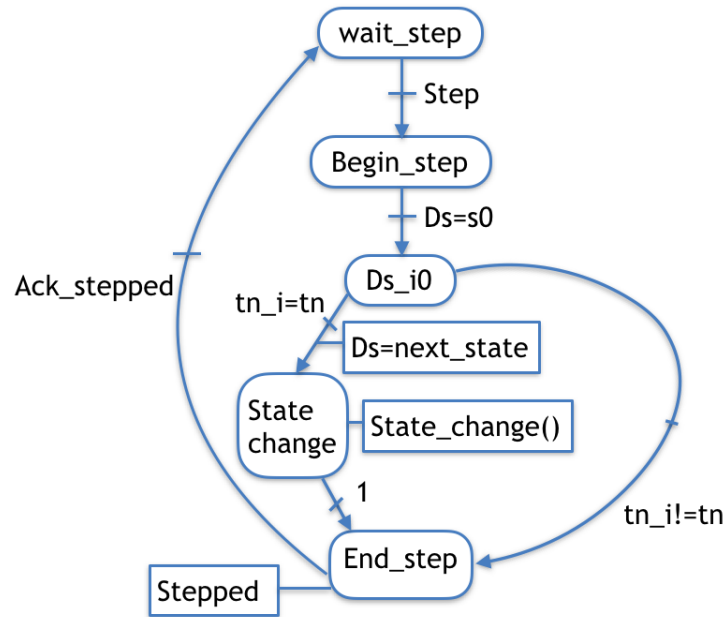 wait_step
Step
Begin_step
Ds=s0
Ds_i0
Ack_stepped
tn_i=tn
Ds=next_state
State
change
State_change()
1
tn_i!=tn
End_step
Stepped